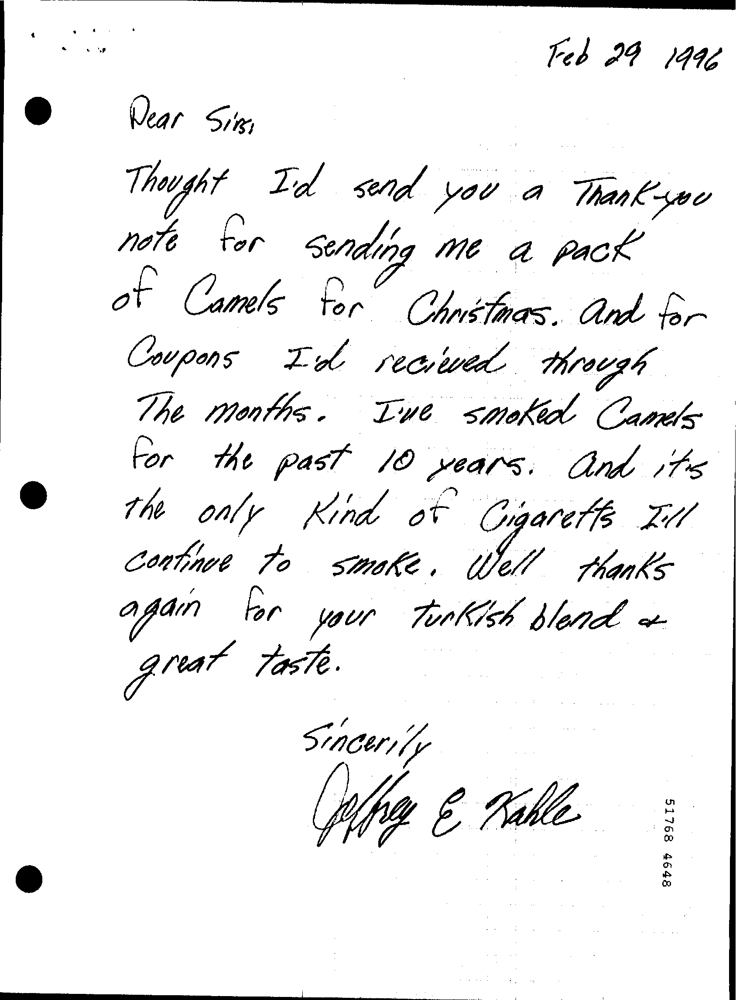 Feb 29 1996
Dear Sirs,
Thought I'd send you a Thank-you
note for sending me a pack
of Camels for Christmas. And for
Coupons I'd recieved through
The months. I've smoked Camels
for the past 10 years. And it's
the only Kind of Cigaretts I'll
continue to smoke. Well thanks
again for your turkish blend &
great taste.
Sincerily
Jeffrey E Kahle
51768 4648